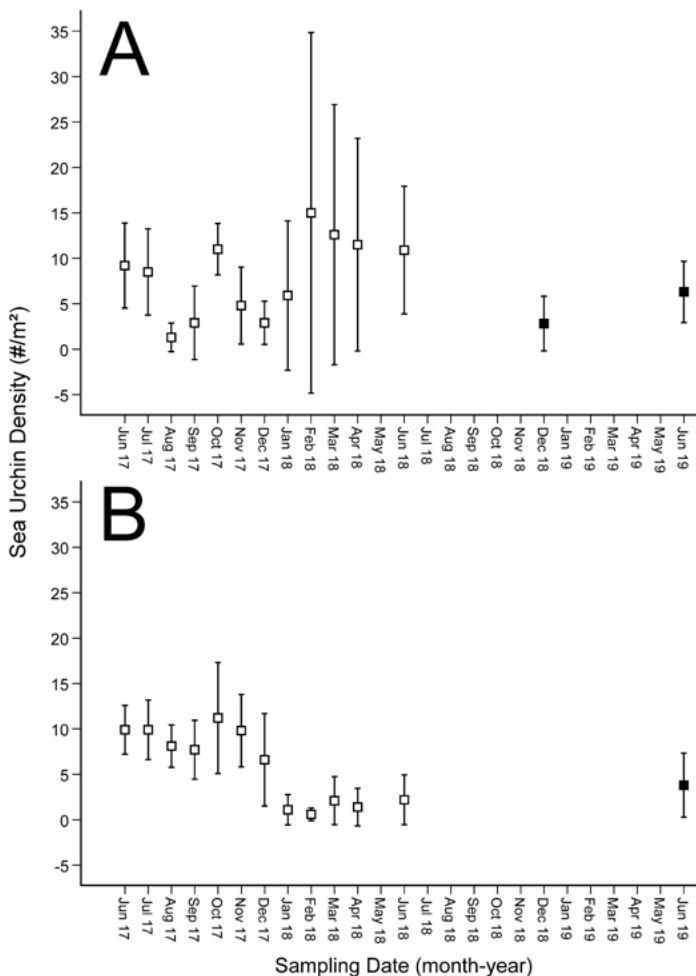 A
35
30
25
20
15
10
5
0
-5
Jun 17
Jul 17
Aug 17
Sep 17
Oct 17
Nov 17
Dec 17
Jan 18
Feb 18
Mar 18
Apr 18
May 18
Jun 18
Jul 18
Aug 18
Sep 18
Oct 18
Nov 18
Dec 18
Jan 19
Feb 19
Mar 19
Apr 19
May 19
Jun 19
Sea Urchin Density (#/m²)
B
35
30
25
20
15
10
5
0
-5
Jun 17
Jul 17
Aug 17
Sep 17
Oct 17
Nov 17
Dec 17
Jan 18
Feb 18
Mar 18
Apr 18
May 18
Jun 18
Jul 18
Aug 18
Sep 18
Oct 18
Nov 18
Dec 18
Jan 19
Feb 19
Mar 19
Apr 19
May 19
Jun 19
Sampling Date (month-year)